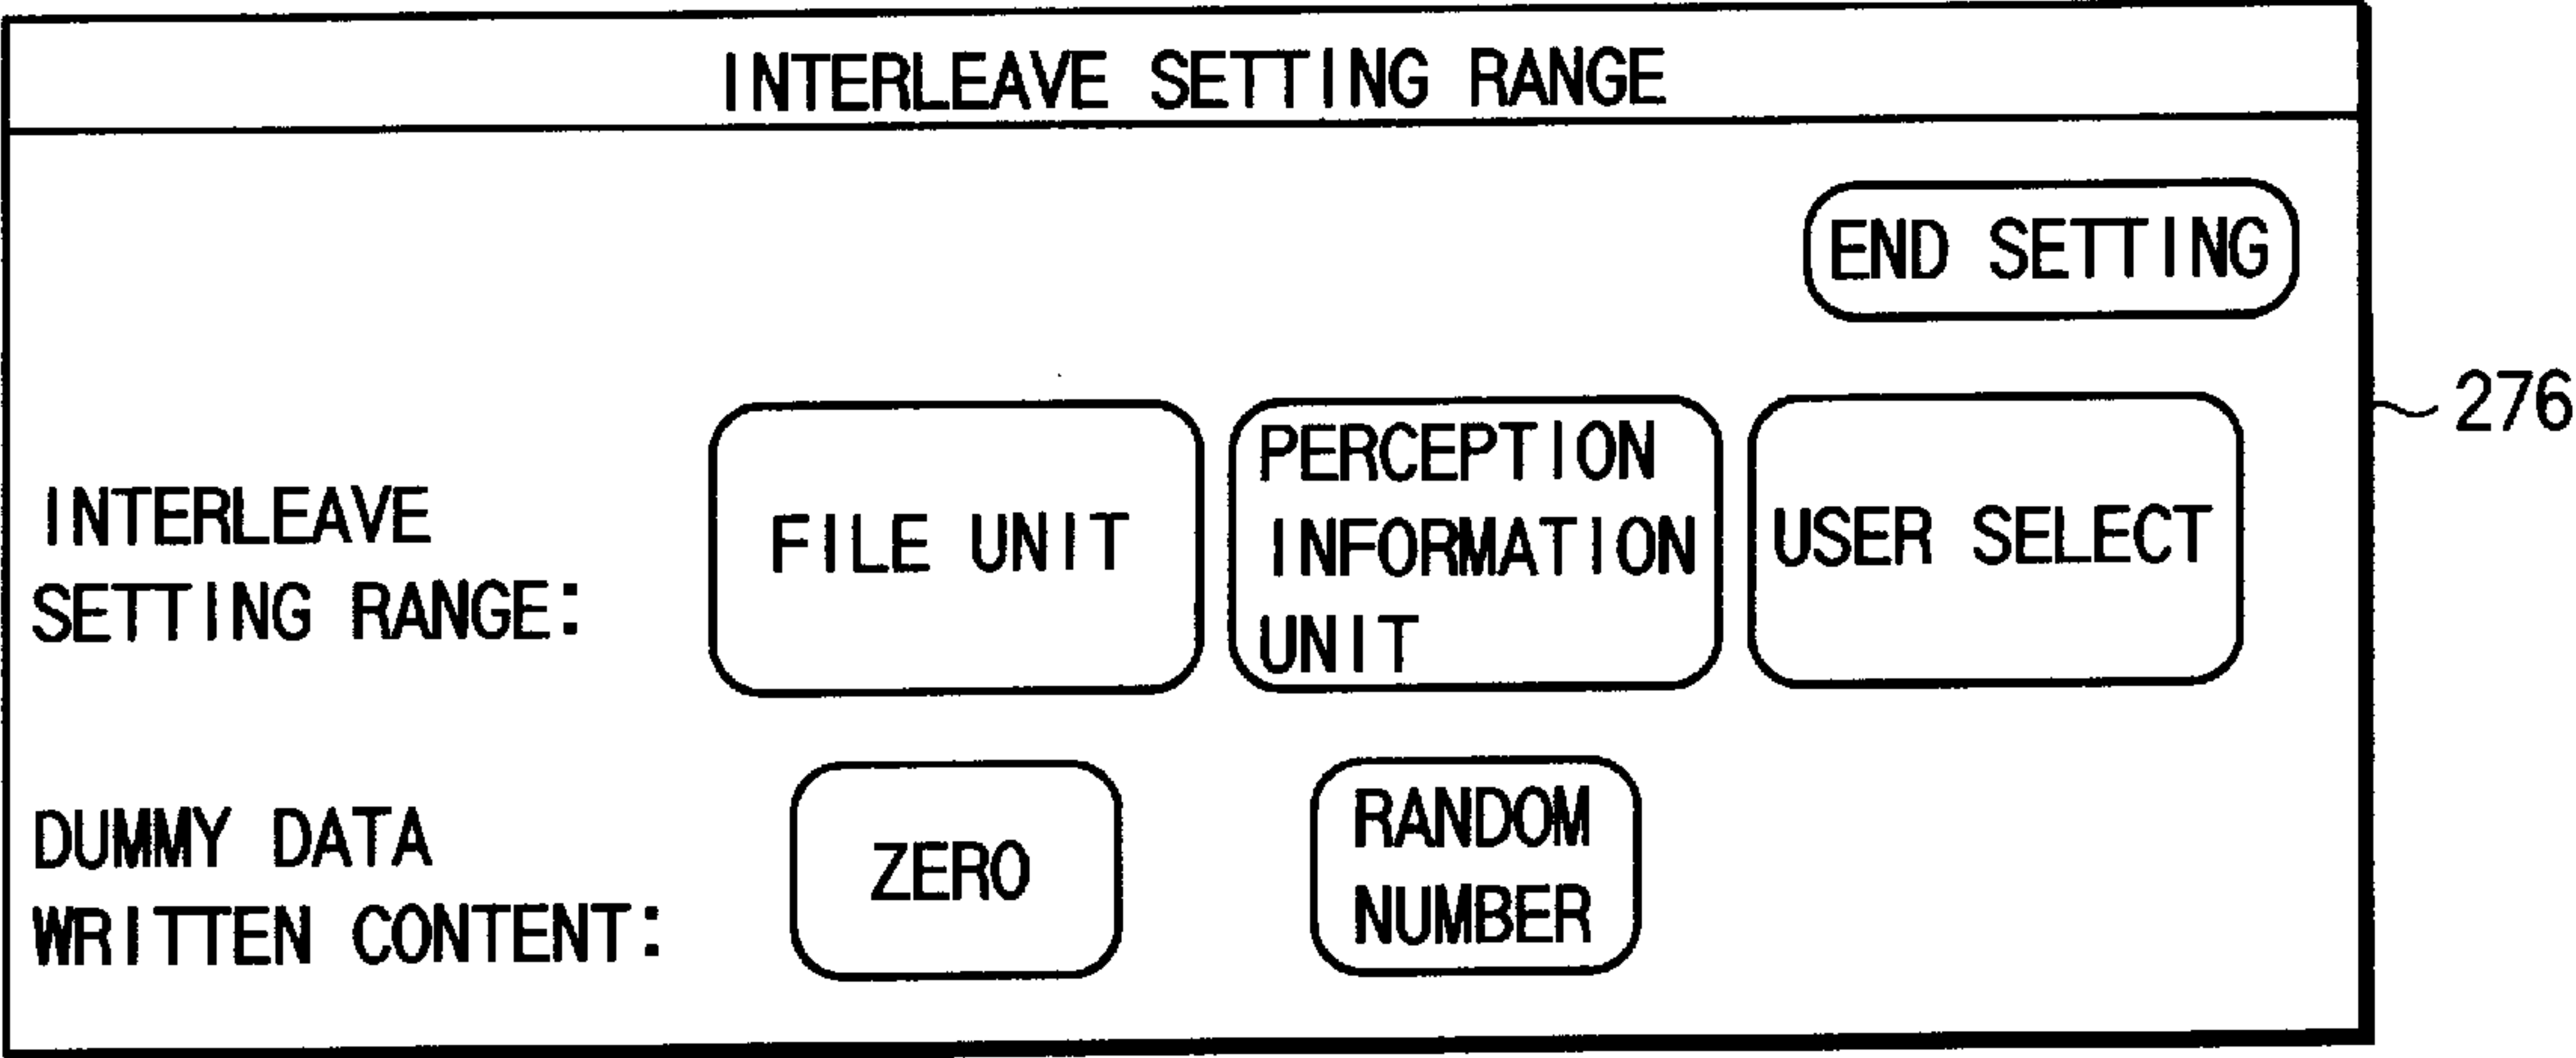 INTERLEAVE SETTING RANGE
END SETTING
276
INTERLEAVE
SETTING RANGE:
FILE UNIT
PERCEPTION
INFORMATION
UNIT
USER SELECT
DUMMY DATA
WRITTEN CONTENT:
ZERO
RANDOM
NUMBER